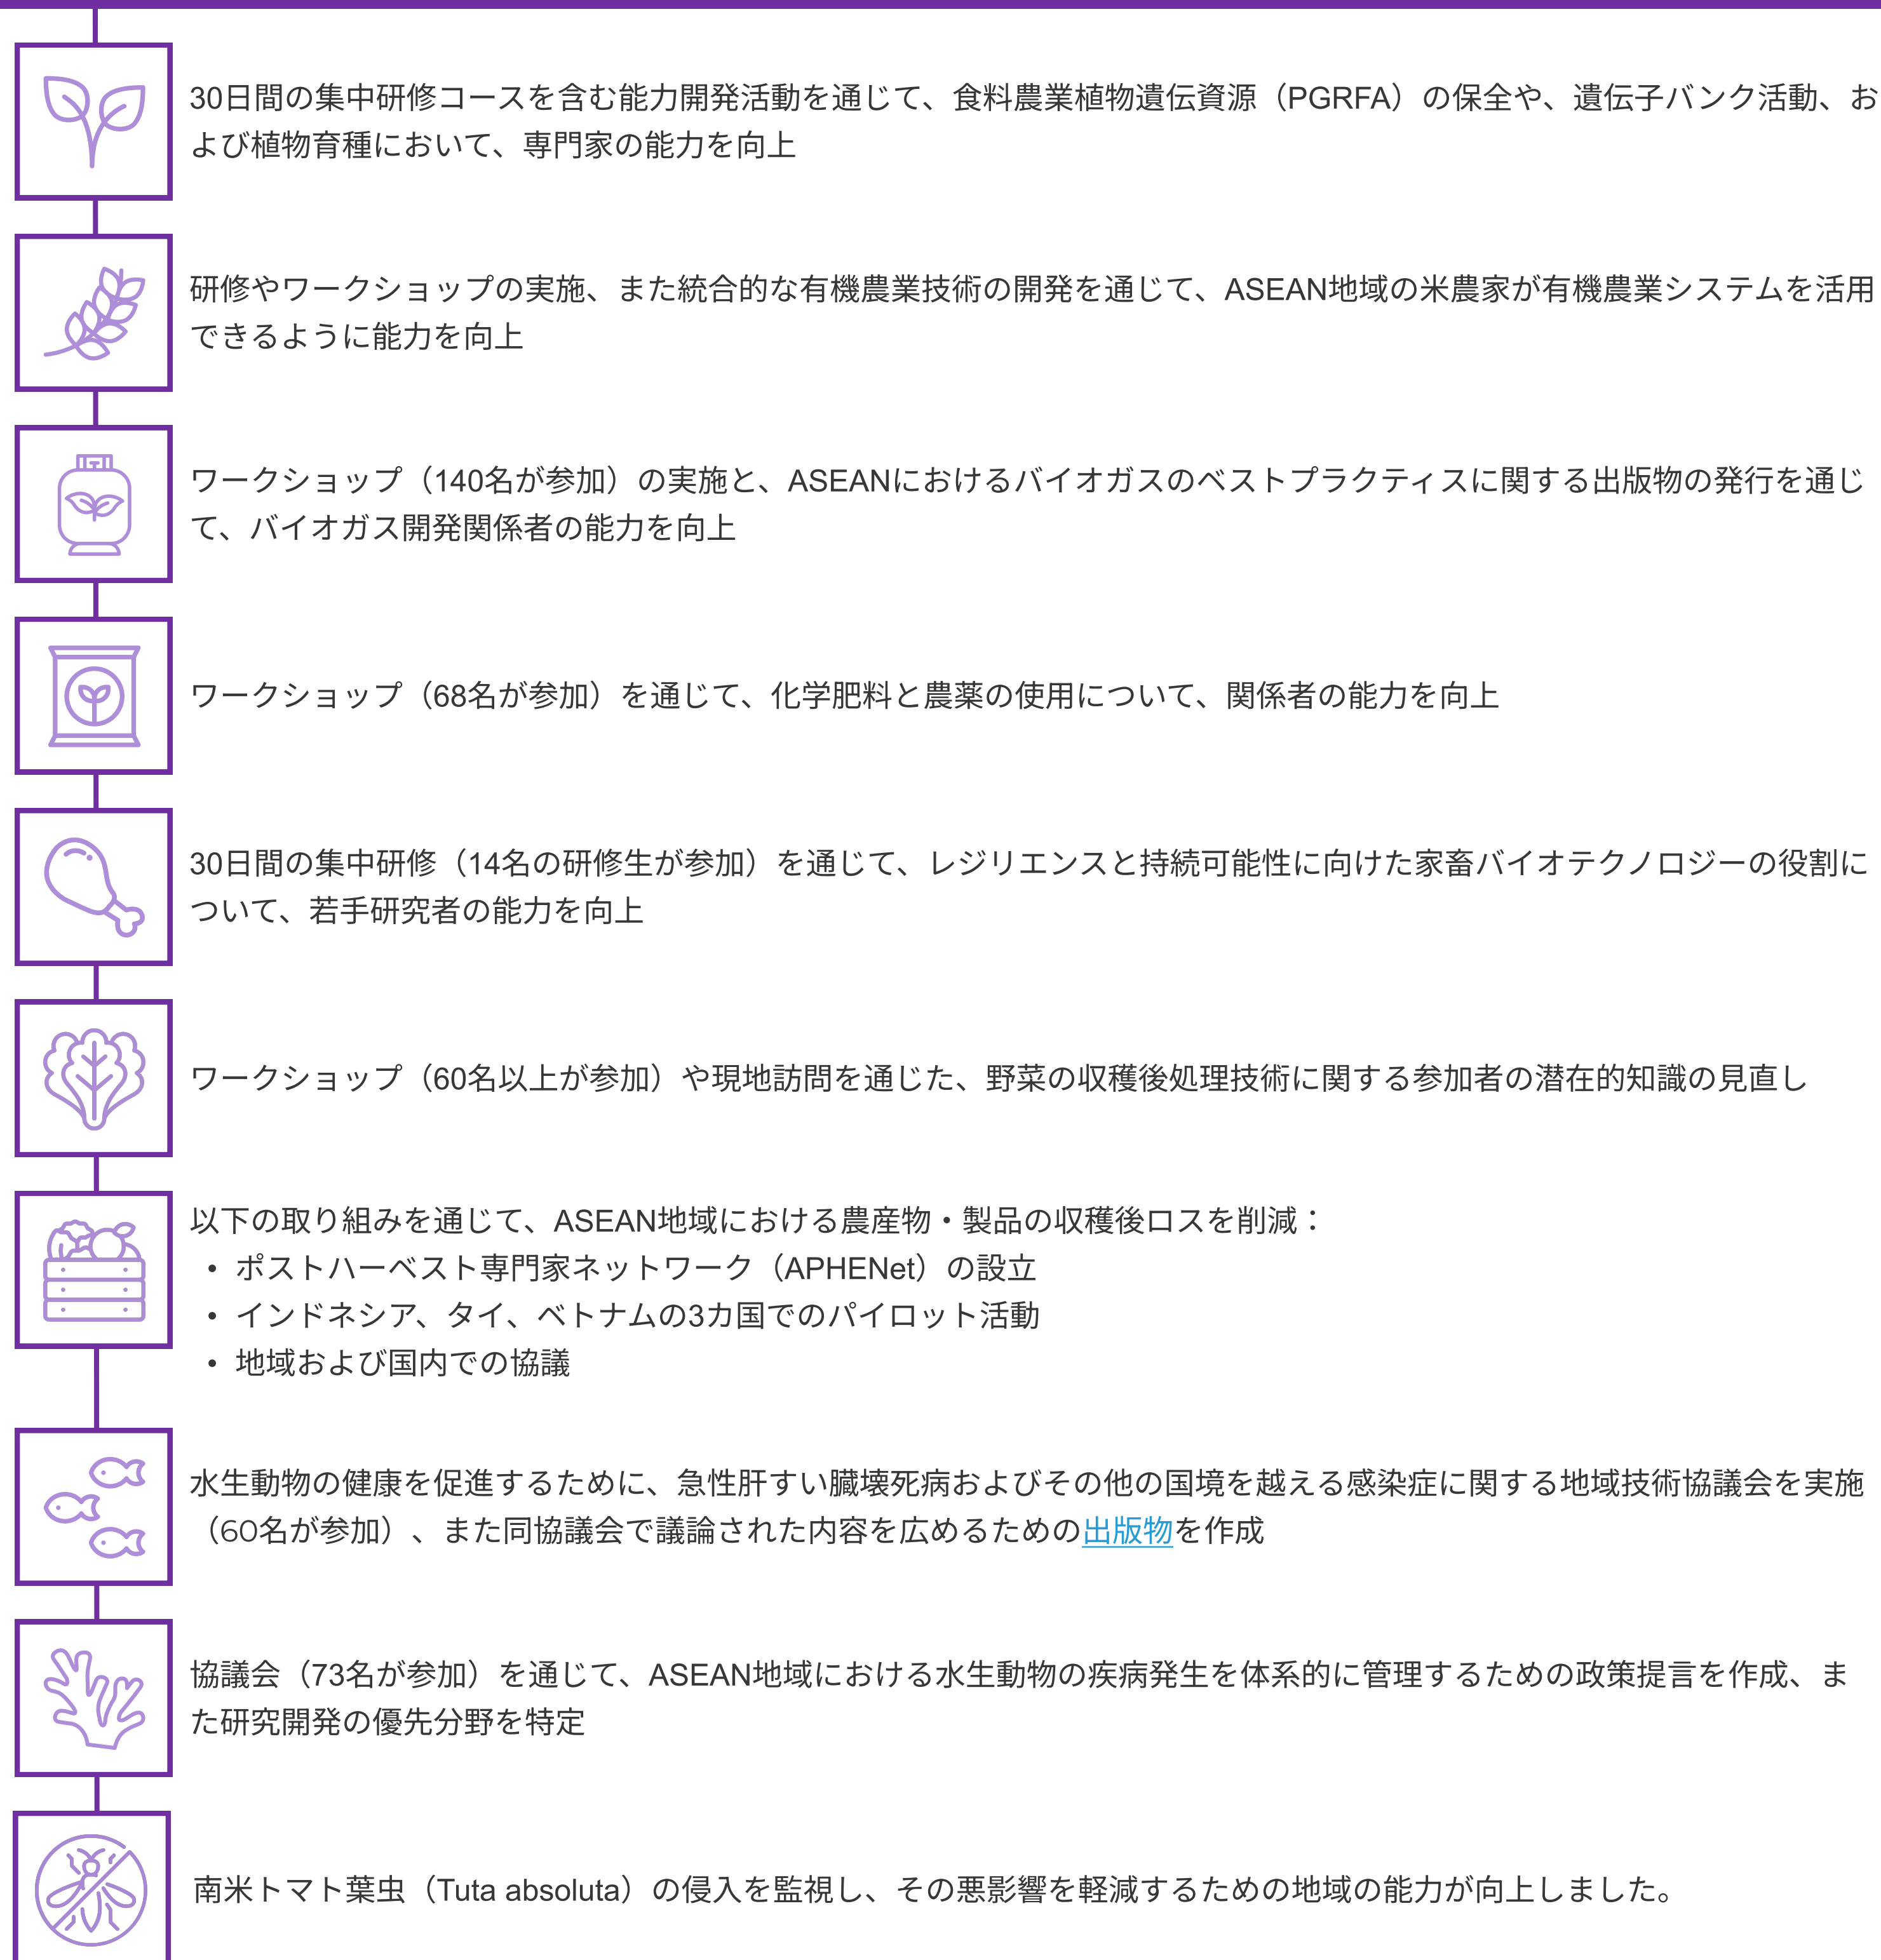 30日間の集中研修コースを含む能力開発活動を通じて、食料農業植物遺伝資源（PGRFA）の保全や、遺伝子バンク活動、お
よび植物育種において、専門家の能力を向上
研修やワークショップの実施、また統合的な有機農業技術の開発を通じて、ASEAN地域の米農家が有機農業システムを活用
できるように能力を向上
ワークショップ（140名が参加）の実施と、ASEANにおけるバイオガスのベストプラクティスに関する出版物の発行を通じ
て、バイオガス開発関係者の能力を向上
ワークショップ（68名が参加）を通じて、化学肥料と農薬の使用について、関係者の能力を向上
30日間の集中研修（14名の研修生が参加）を通じて、レジリエンスと持続可能性に向けた家畜バイオテクノロジーの役割に
ついて、若手研究者の能力を向上
ワークショップ（60名以上が参加）や現地訪問を通じた、野菜の収穫後処理技術に関する参加者の潜在的知識の見直し
以下の取り組みを通じて、ASEAN地域における農産物・製品の収穫後ロスを削減：
• ポストハーベスト専門家ネットワーク（APHENet）の設立
• インドネシア、タイ、ベトナムの3カ国でのパイロット活動
• 地域および国内での協議
水生動物の健康を促進するために、急性肝すい臓壊死病およびその他の国境を越える感染症に関する地域技術協議会を実施
（60名が参加）、また同協議会で議論された内容を広めるための出版物を作成
協議会（73名が参加）を通じて、ASEAN地域における水生動物の疾病発生を体系的に管理するための政策提言を作成、ま
た研究開発の優先分野を特定
南米トマト葉虫（Tuta absoluta）の侵入を監視し、その悪影響を軽減するための地域の能力が向上しました。